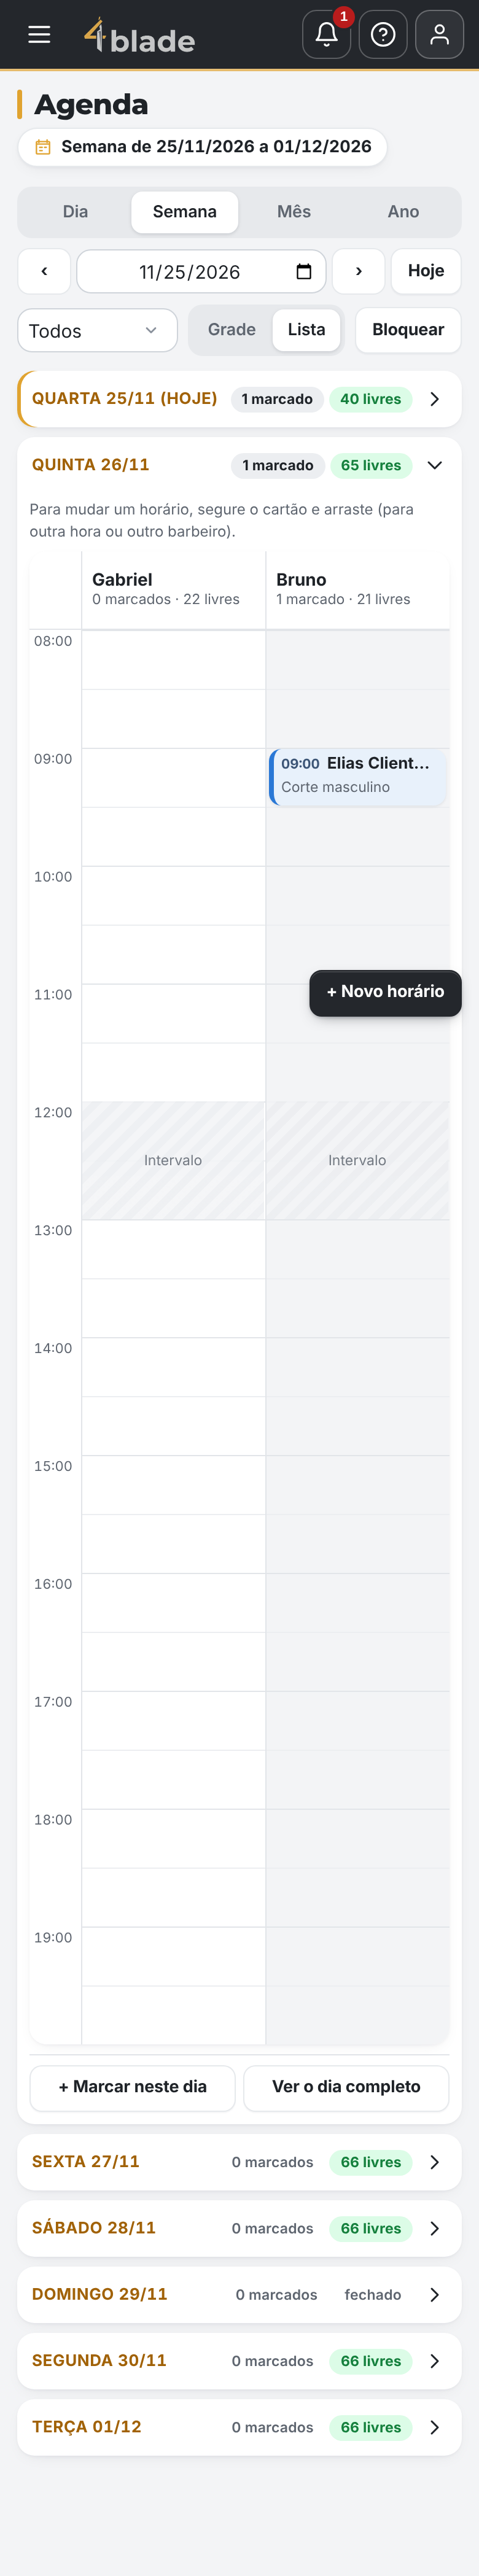 4blade
1
Agenda
Semana de 25/11/2026 a 01/12/2026
Dia Semana Mês Ano
‹ 11/25/2026 › Hoje
Todos Grade Lista Bloquear
QUARTA 25/11 (HOJE) 1 marcado 40 livres
QUINTA 26/11 1 marcado 65 livres
Para mudar um horário, segure o cartão e arraste (para
outra hora ou outro barbeiro).
Gabriel Bruno
0 marcados · 22 livres 1 marcado · 21 livres
08:00
09:00 09:00 Elias Client...
Corte masculino
10:00
+ Novo horário
11:00
12:00
Intervalo Intervalo
13:00
14:00
15:00
16:00
17:00
18:00
19:00
+ Marcar neste dia Ver o dia completo
SEXTA 27/11 0 marcados 66 livres
SÁBADO 28/11 0 marcados 66 livres
DOMINGO 29/11 0 marcados fechado
SEGUNDA 30/11 0 marcados 66 livres
TERÇA 01/12 0 marcados 66 livres